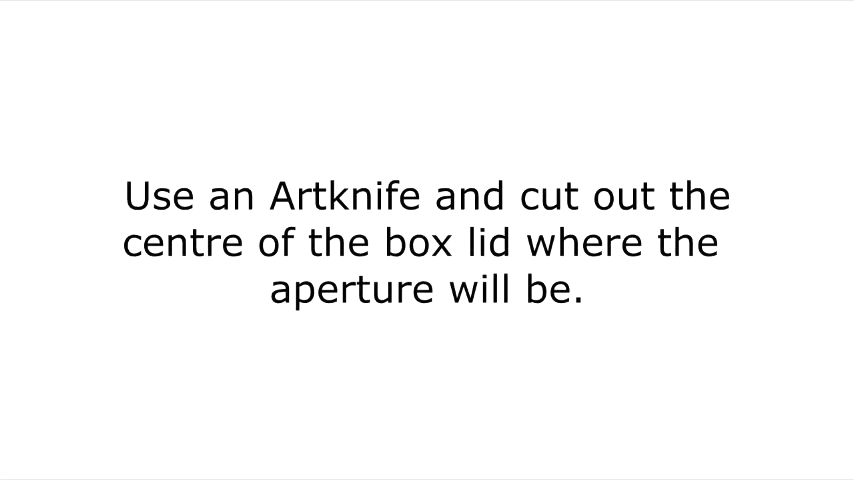 Use an Artknife and cut out the
centre of the box lid where the
aperture will be.